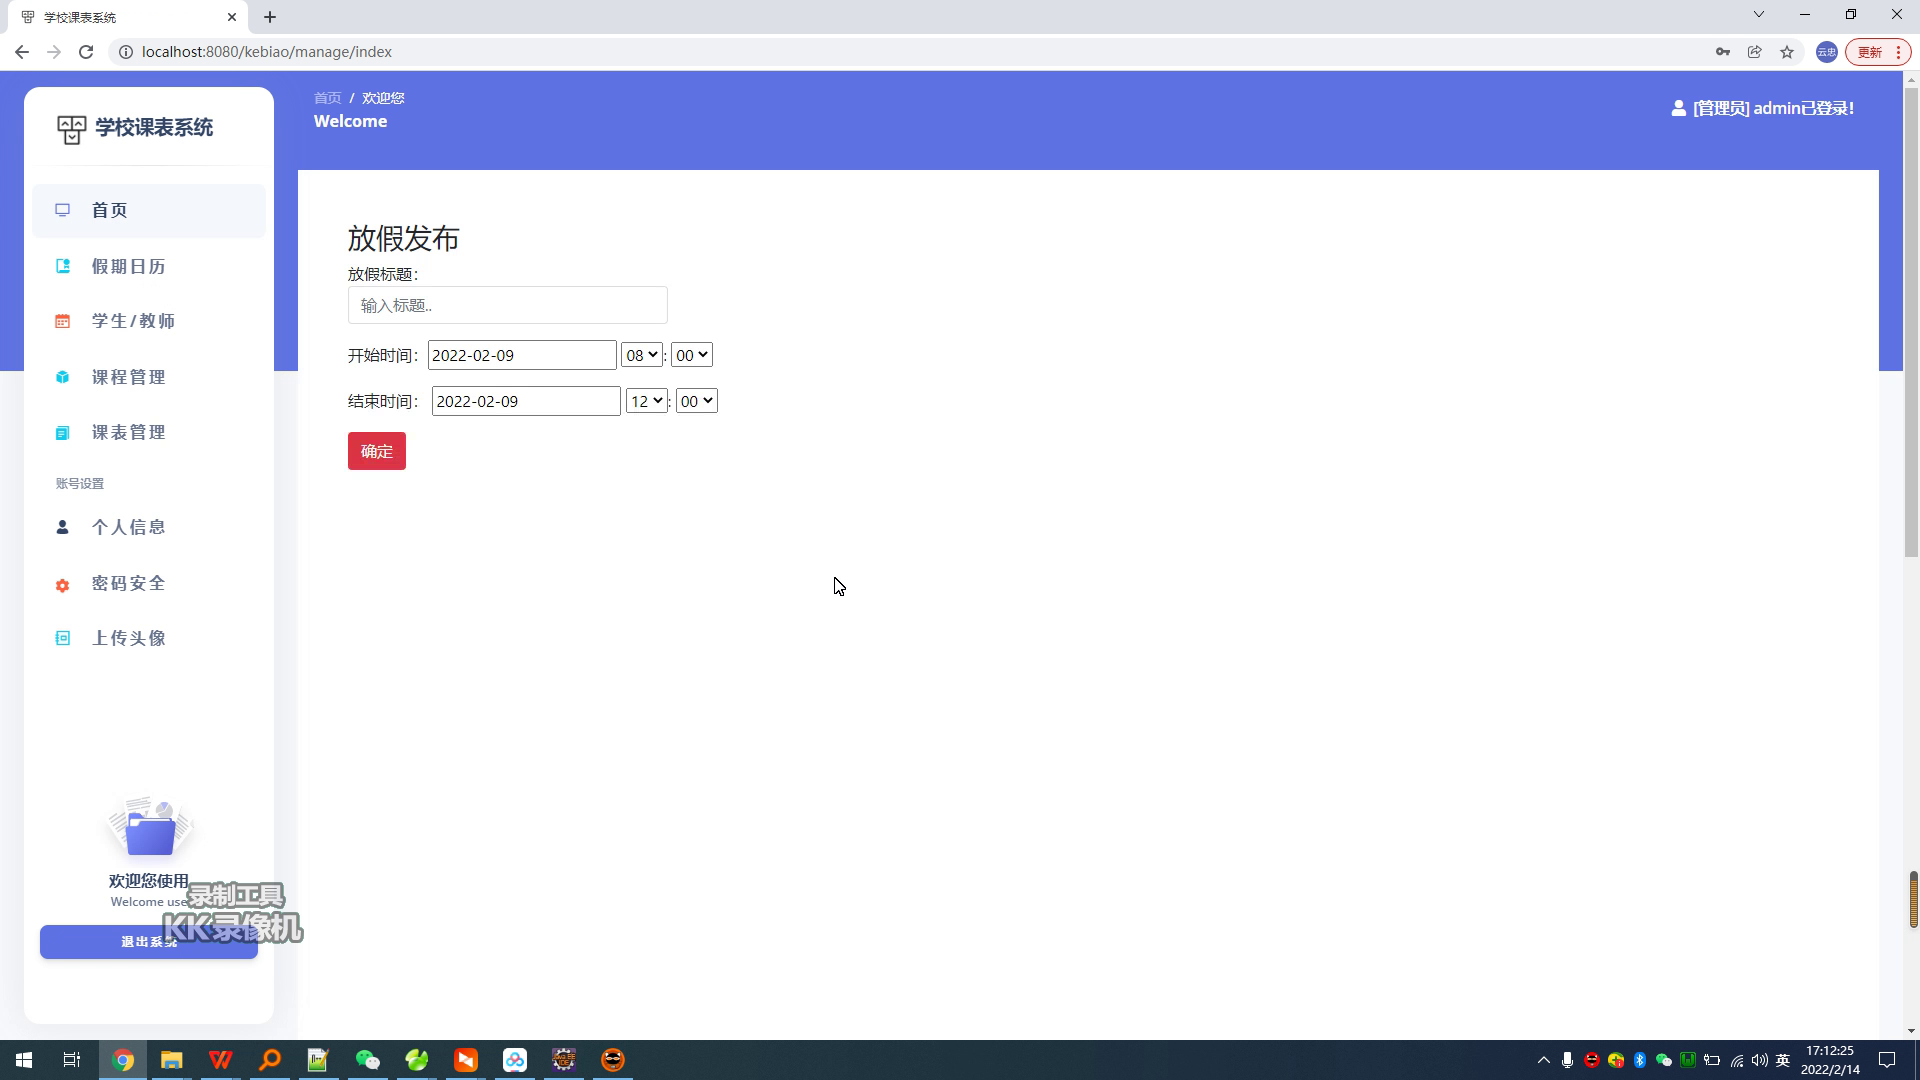 学校课表系统
localhost:8080/kebiao/manage/index
云忠
更新
学校课表系统
首页 / 欢迎您
Welcome
[管理员] admin已登录!
首页
假期日历
学生/教师
课程管理
课表管理
账号设置
个人信息
密码安全
上传头像
放假发布
放假标题:
输入标题..
开始时间: 2022-02-09 08 : 00
结束时间: 2022-02-09 12 : 00
确定
欢迎您使用
Welcome use
退出系统
录制工具
KK录像机
英
17:12:25
2022/2/14